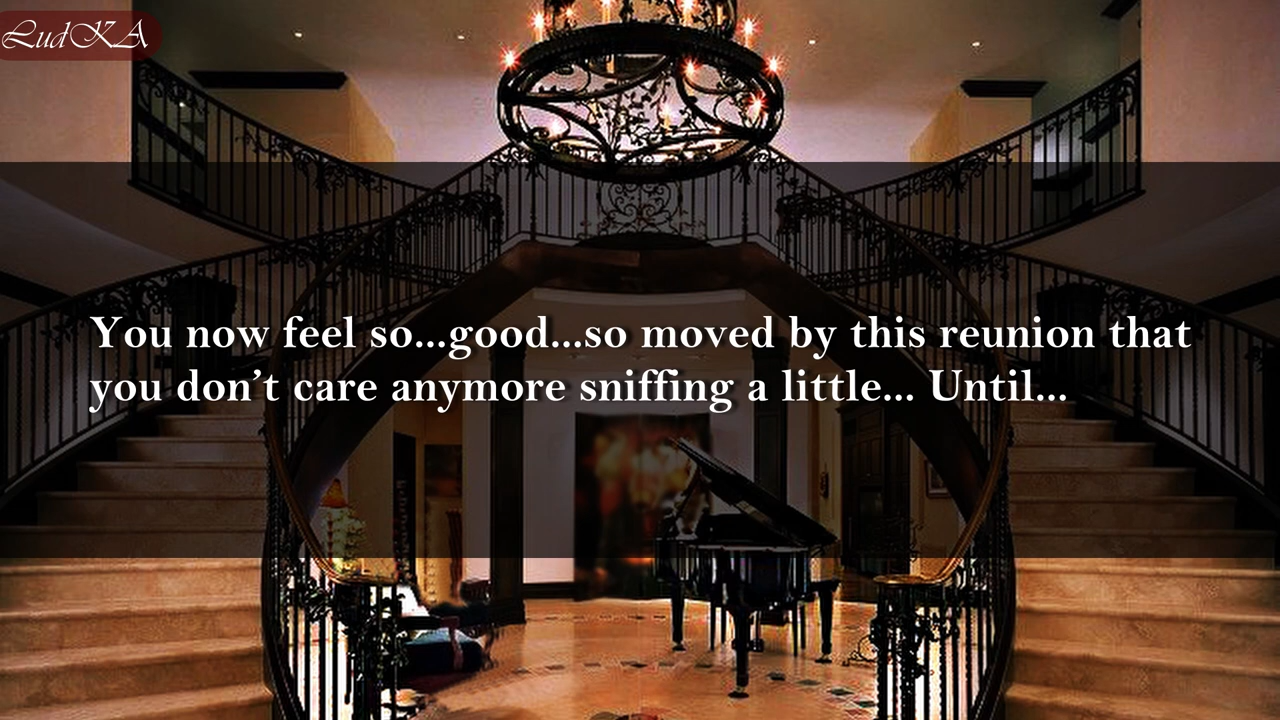 LudKA
You now feel so...good...so moved by this reunion that
you don’t care anymore sniffing a little... Until...